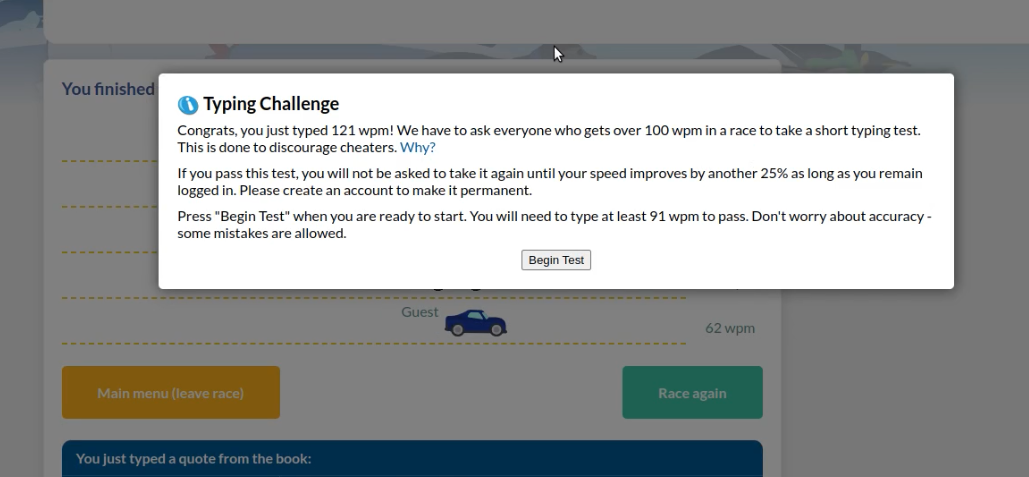 You finished
Typing Challenge
Congrats, you just typed 121 wpm! We have to ask everyone who gets over 100 wpm in a race to take a short typing test.
This is done to discourage cheaters. Why?
If you pass this test, you will not be asked to take it again until your speed improves by another 25% as long as you remain
logged in. Please create an account to make it permanent.
Press "Begin Test" when you are ready to start. You will need to type at least 91 wpm to pass. Don't worry about accuracy -
some mistakes are allowed.
Begin Test
Guest
62 wpm
Main menu (leave race)
Race again
You just typed a quote from the book: